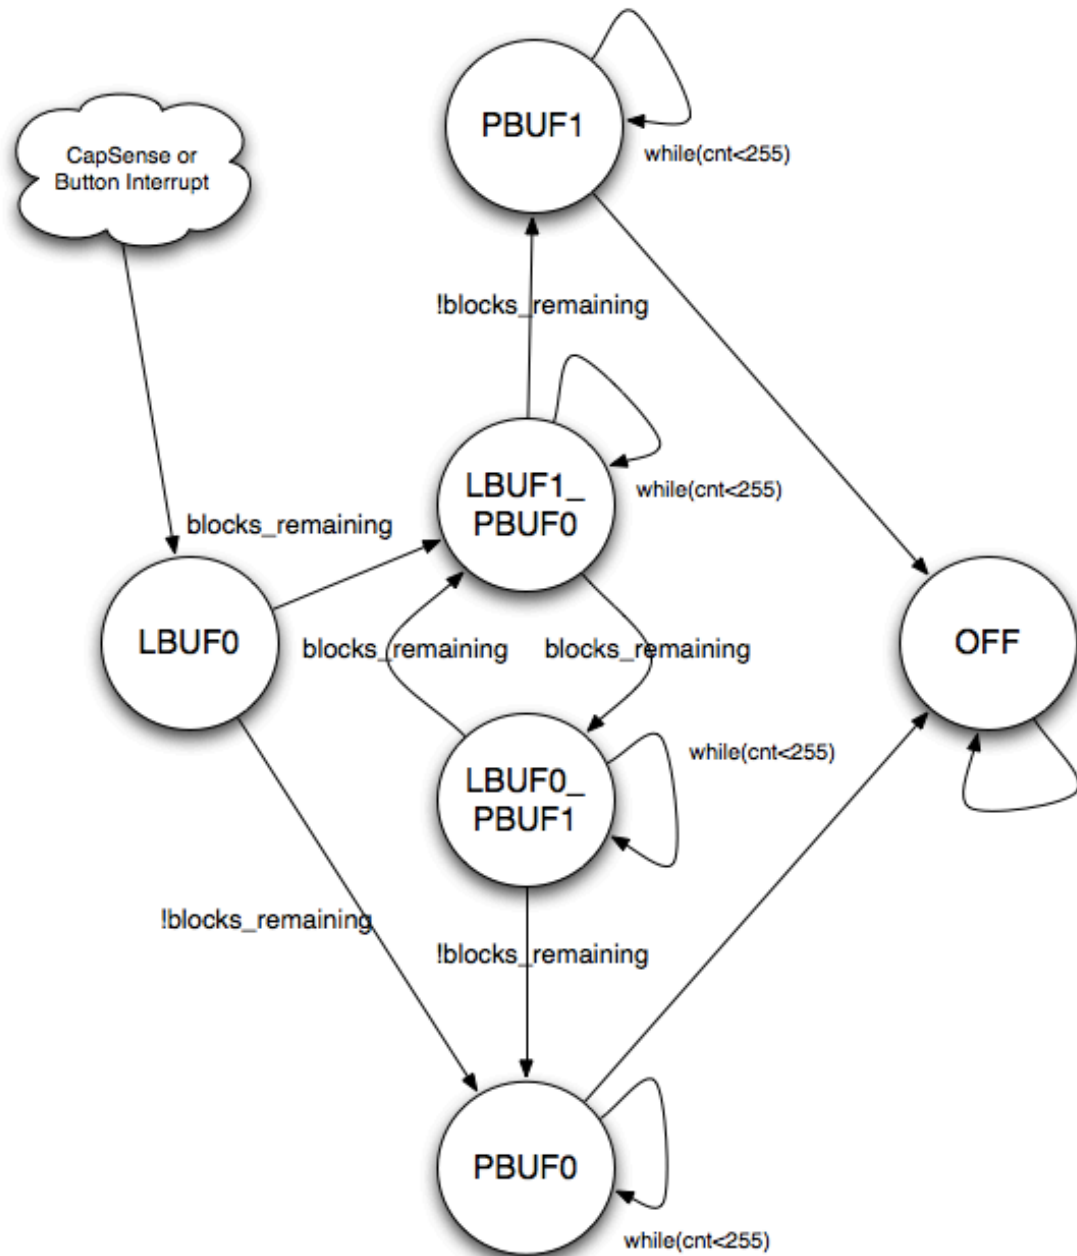 PBUF1
while(cnt<255)
CapSense or
Button Interrupt
!blocks_remaining
LBUF1_
PBUF0
while(cnt<255)
blocks_remaining
LBUF0
blocks_remaining
blocks_remaining
OFF
LBUF0_
PBUF1
while(cnt<255)
!blocks_remaining
!blocks_remaining
PBUF0
while(cnt<255)